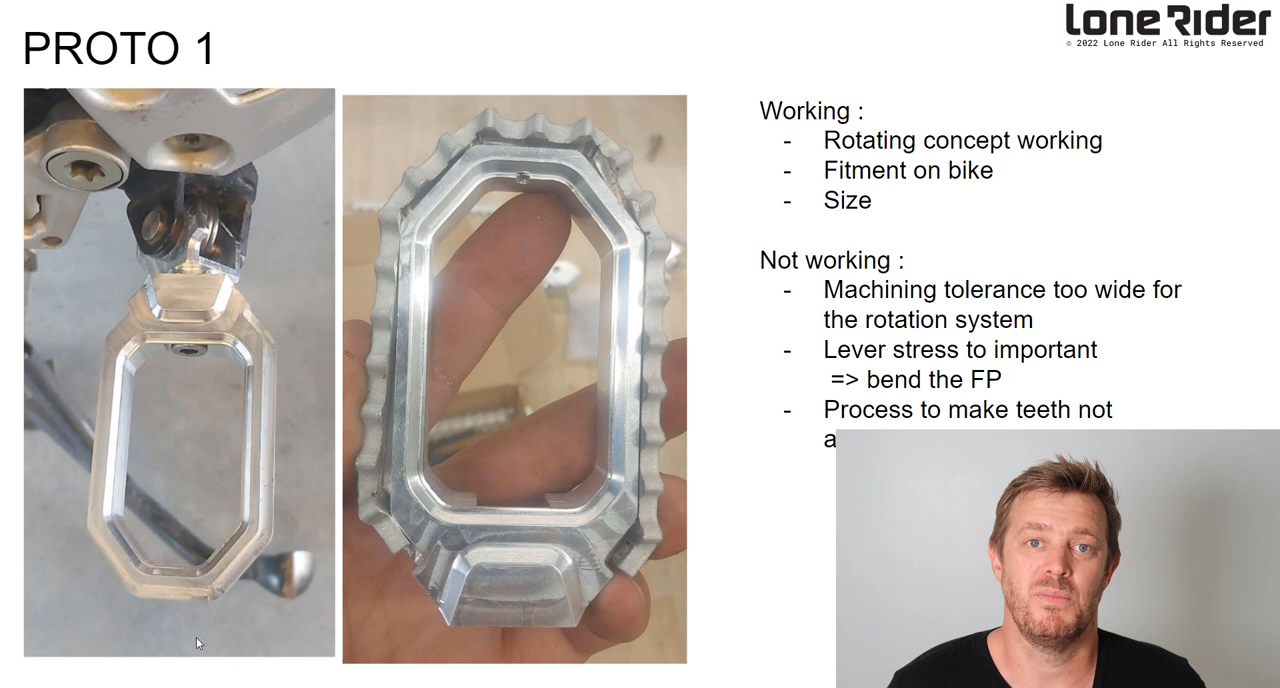 PROTO 1
Lone Rider
© 2022 Lone Rider All Rights Reserved
Working :
- Rotating concept working
- Fitment on bike
- Size
Not working :
- Machining tolerance too wide for
the rotation system
- Lever stress to important
=> bend the FP
- Process to make teeth not